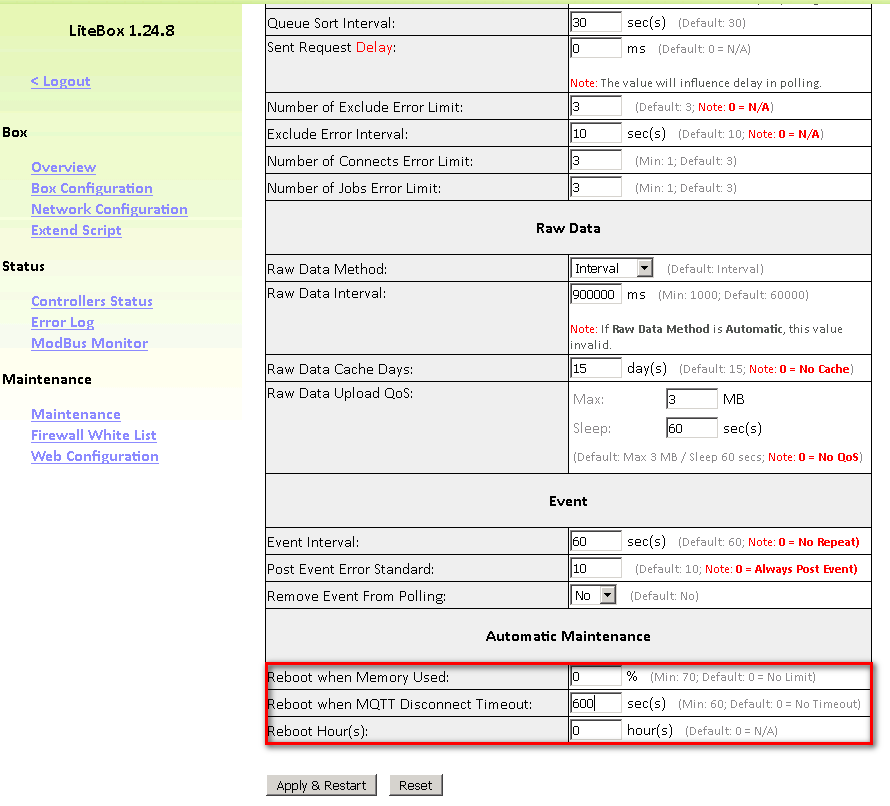 LiteBox 1.24.8
< Logout
Box
Overview
Box Configuration
Network Configuration
Extend Script
Status
Controllers Status
Error Log
ModBus Monitor
Maintenance
Maintenance
Firewall White List
Web Configuration
Queue Sort Interval: 30 sec(s) (Default: 30)
Sent Request Delay: 0 ms (Default: 0 = N/A)
Note: The value will influence delay in polling.
Number of Exclude Error Limit: 3 (Default: 3; Note: 0 = N/A)
Exclude Error Interval: 10 sec(s) (Default: 10; Note: 0 = N/A)
Number of Connects Error Limit: 3 (Min: 1; Default: 3)
Number of Jobs Error Limit: 3 (Min: 1; Default: 3)
Raw Data
Raw Data Method: Interval (Default: Interval)
Raw Data Interval: 900000 ms (Min: 1000; Default: 60000)
Note: If Raw Data Method is Automatic, this value
invalid.
Raw Data Cache Days: 15 day(s) (Default: 15; Note: 0 = No Cache)
Raw Data Upload QoS: Max: 3 MB
Sleep: 60 sec(s)
(Default: Max 3 MB / Sleep 60 secs; Note: 0 = No QoS)
Event
Event Interval: 60 sec(s) (Default: 60; Note: 0 = No Repeat)
Post Event Error Standard: 10 (Default: 10; Note: 0 = Always Post Event)
Remove Event From Polling: No (Default: No)
Automatic Maintenance
Reboot when Memory Used: 0 % (Min: 70; Default: 0 = No Limit)
Reboot when MQTT Disconnect Timeout: 600 sec(s) (Min: 60; Default: 0 = No Timeout)
Reboot Hour(s): 0 hour(s) (Default: 0 = N/A)
Apply & Restart Reset